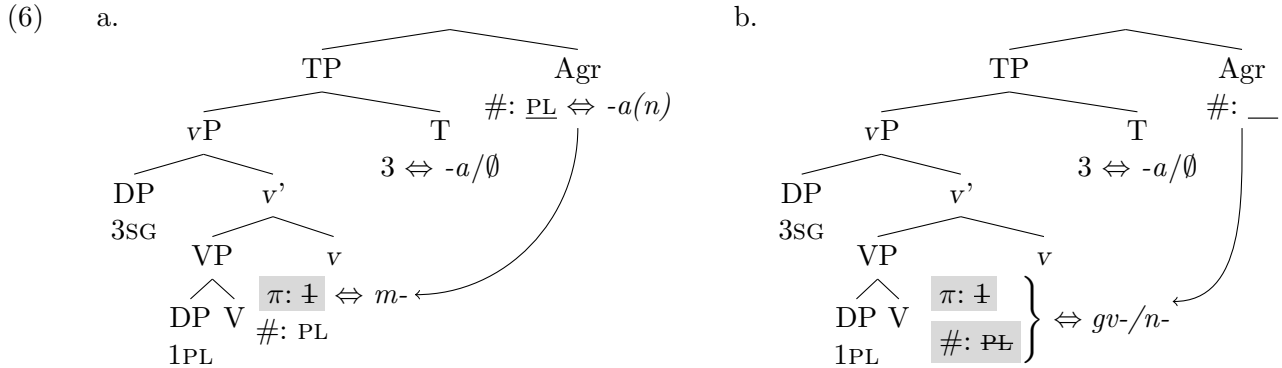 (6) a. b.
TP Agr TP Agr
#: PL ⇔ -a(n) #: __
vP T vP T
3 ⇔ -a/∅ 3 ⇔ -a/∅
DP v’ DP v’
3SG 3SG
VP v VP v
π: 1 ⇔ m- π: 1
DP V DP V ⇔ gv-/n-
#: PL #: PL
1PL 1PL